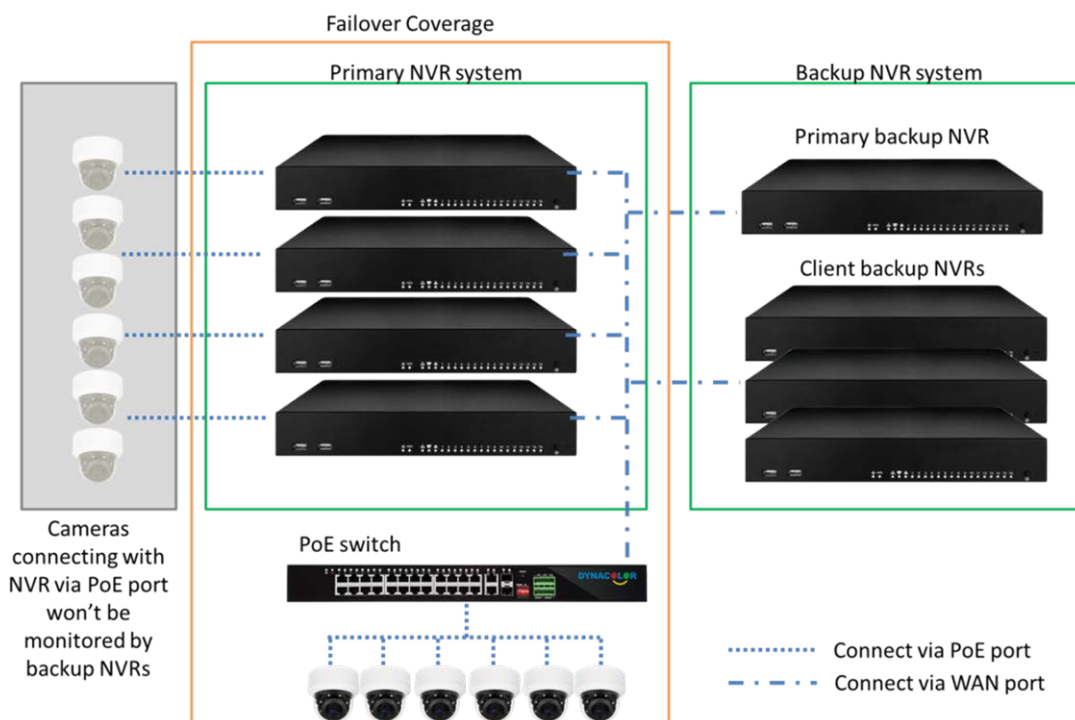 Failover Coverage
Primary NVR system
Backup NVR system
Primary backup NVR
Client backup NVRs
Cameras
connecting with
NVR via PoE port
won't be
monitored by
backup NVRs
PoE switch
DYNACOLOR
Connect via PoE port
Connect via WAN port